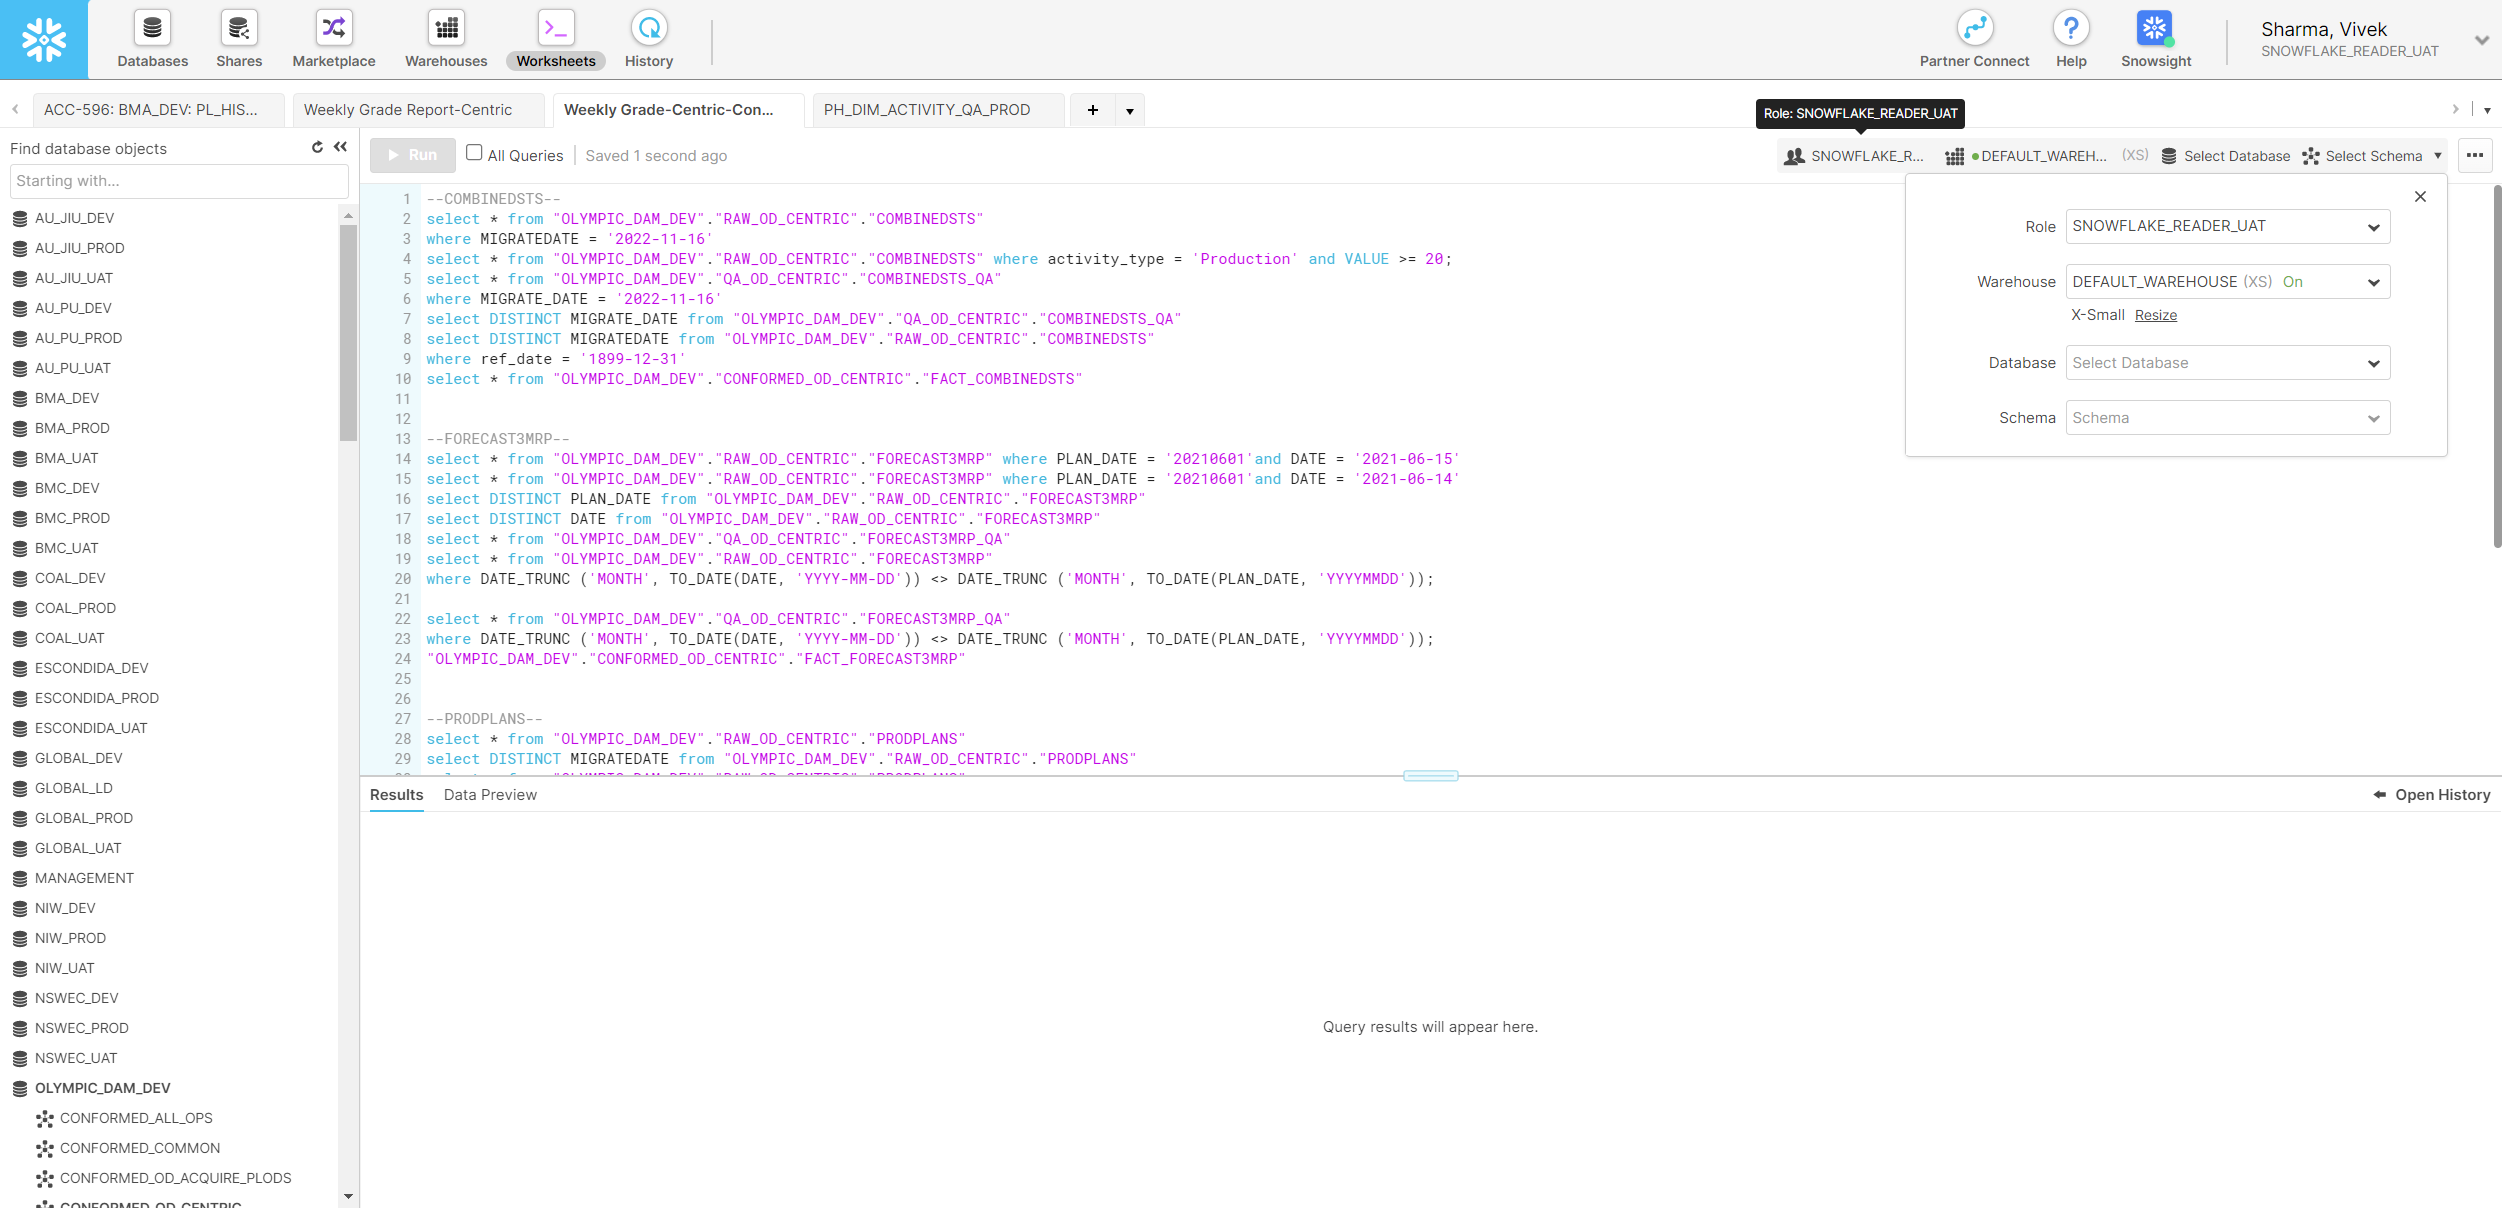 Databases
Shares
Marketplace
Warehouses
Worksheets
History
Partner Connect
Help
Snowsight
Sharma, Vivek
SNOWFLAKE_READER_UAT
ACC-596: BMA_DEV: PL_HIS...
Weekly Grade Report-Centric
Weekly Grade-Centric-Con...
PH_DIM_ACTIVITY_QA_PROD
+
Role: SNOWFLAKE_READER_UAT
Find database objects
Starting with...
AU_JIU_DEV
AU_JIU_PROD
AU_JIU_UAT
AU_PU_DEV
AU_PU_PROD
AU_PU_UAT
BMA_DEV
BMA_PROD
BMA_UAT
BMC_DEV
BMC_PROD
BMC_UAT
COAL_DEV
COAL_PROD
COAL_UAT
ESCONDIDA_DEV
ESCONDIDA_PROD
ESCONDIDA_UAT
GLOBAL_DEV
GLOBAL_LD
GLOBAL_PROD
GLOBAL_UAT
MANAGEMENT
NIW_DEV
NIW_PROD
NIW_UAT
NSWEC_DEV
NSWEC_PROD
NSWEC_UAT
OLYMPIC_DAM_DEV
CONFORMED_ALL_OPS
CONFORMED_COMMON
CONFORMED_OD_ACQUIRE_PLODS
CONFORMED_OD_CENTRIC
Run
All Queries
Saved 1 second ago
SNOWFLAKE_R...
DEFAULT_WAREH... (XS)
Select Database
Select Schema
Role SNOWFLAKE_READER_UAT
Warehouse DEFAULT_WAREHOUSE (XS) On
X-Small Resize
Database Select Database
Schema Schema
1 --COMBINEDSTS--
2 select * from "OLYMPIC_DAM_DEV"."RAW_OD_CENTRIC"."COMBINEDSTS"
3 where MIGRATEDATE = '2022-11-16'
4 select * from "OLYMPIC_DAM_DEV"."RAW_OD_CENTRIC"."COMBINEDSTS" where activity_type = 'Production' and VALUE >= 20;
5 select * from "OLYMPIC_DAM_DEV"."QA_OD_CENTRIC"."COMBINEDSTS_QA"
6 where MIGRATE_DATE = '2022-11-16'
7 select DISTINCT MIGRATE_DATE from "OLYMPIC_DAM_DEV"."QA_OD_CENTRIC"."COMBINEDSTS_QA"
8 select DISTINCT MIGRATEDATE from "OLYMPIC_DAM_DEV"."RAW_OD_CENTRIC"."COMBINEDSTS"
9 where ref_date = '1899-12-31'
10 select * from "OLYMPIC_DAM_DEV"."CONFORMED_OD_CENTRIC"."FACT_COMBINEDSTS"
11
12
13 --FORECAST3MRP--
14 select * from "OLYMPIC_DAM_DEV"."RAW_OD_CENTRIC"."FORECAST3MRP" where PLAN_DATE = '20210601'and DATE = '2021-06-15'
15 select * from "OLYMPIC_DAM_DEV"."RAW_OD_CENTRIC"."FORECAST3MRP" where PLAN_DATE = '20210601'and DATE = '2021-06-14'
16 select DISTINCT PLAN_DATE from "OLYMPIC_DAM_DEV"."RAW_OD_CENTRIC"."FORECAST3MRP"
17 select DISTINCT DATE from "OLYMPIC_DAM_DEV"."RAW_OD_CENTRIC"."FORECAST3MRP"
18 select * from "OLYMPIC_DAM_DEV"."QA_OD_CENTRIC"."FORECAST3MRP_QA"
19 select * from "OLYMPIC_DAM_DEV"."RAW_OD_CENTRIC"."FORECAST3MRP"
20 where DATE_TRUNC ('MONTH', TO_DATE(DATE, 'YYYY-MM-DD')) <> DATE_TRUNC ('MONTH', TO_DATE(PLAN_DATE, 'YYYYMMDD'));
21
22 select * from "OLYMPIC_DAM_DEV"."QA_OD_CENTRIC"."FORECAST3MRP_QA"
23 where DATE_TRUNC ('MONTH', TO_DATE(DATE, 'YYYY-MM-DD')) <> DATE_TRUNC ('MONTH', TO_DATE(PLAN_DATE, 'YYYYMMDD'));
24 "OLYMPIC_DAM_DEV"."CONFORMED_OD_CENTRIC"."FACT_FORECAST3MRP"
25
26
27 --PRODPLANS--
28 select * from "OLYMPIC_DAM_DEV"."RAW_OD_CENTRIC"."PRODPLANS"
29 select DISTINCT MIGRATEDATE from "OLYMPIC_DAM_DEV"."RAW_OD_CENTRIC"."PRODPLANS"
Results
Data Preview
Open History
Query results will appear here.